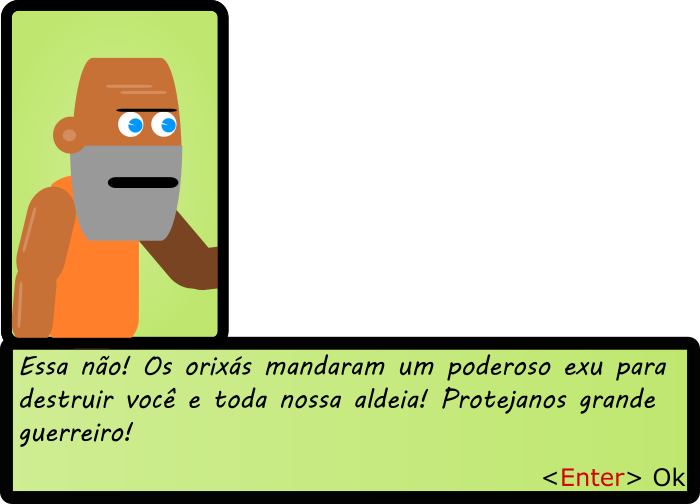 Essa não! Os orixás mandaram um poderoso exu para
destruir você e toda nossa aldeia! Protejanos grande
guerreiro!
<Enter> Ok